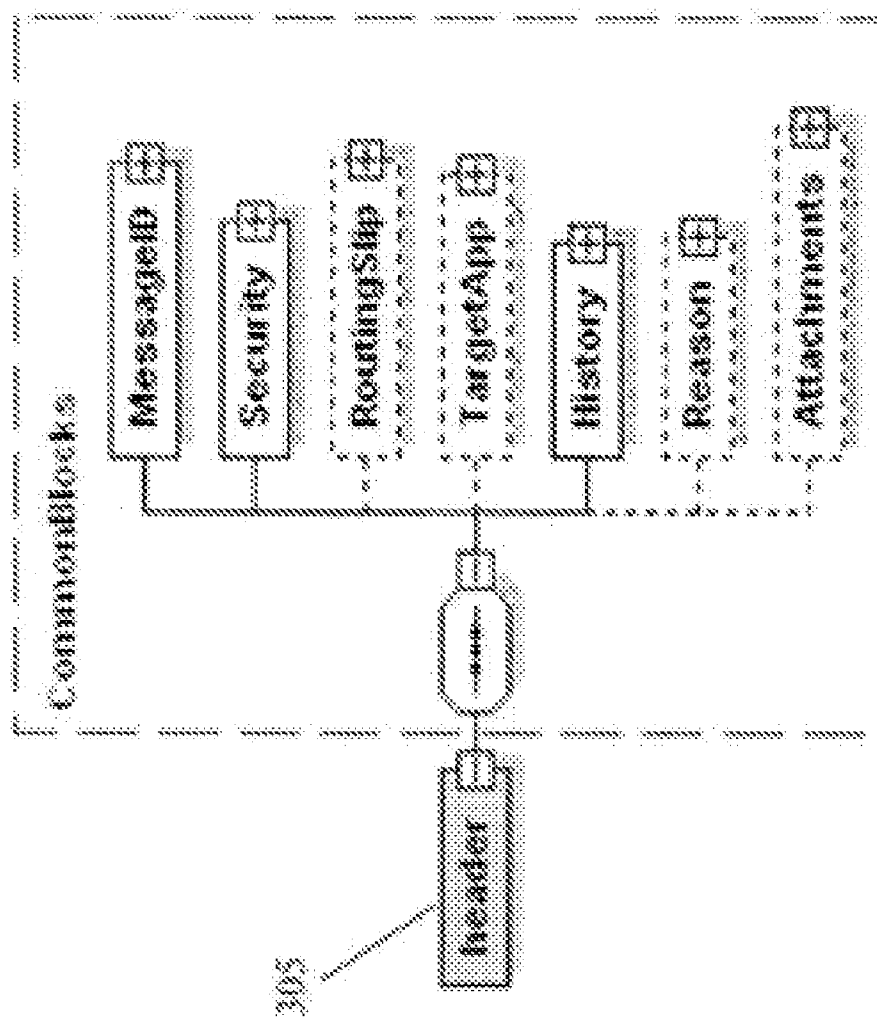 CommonBlocks
MessageID
Security
RoutingSlip
TargetApp
History
Reason
Attachments
header
305